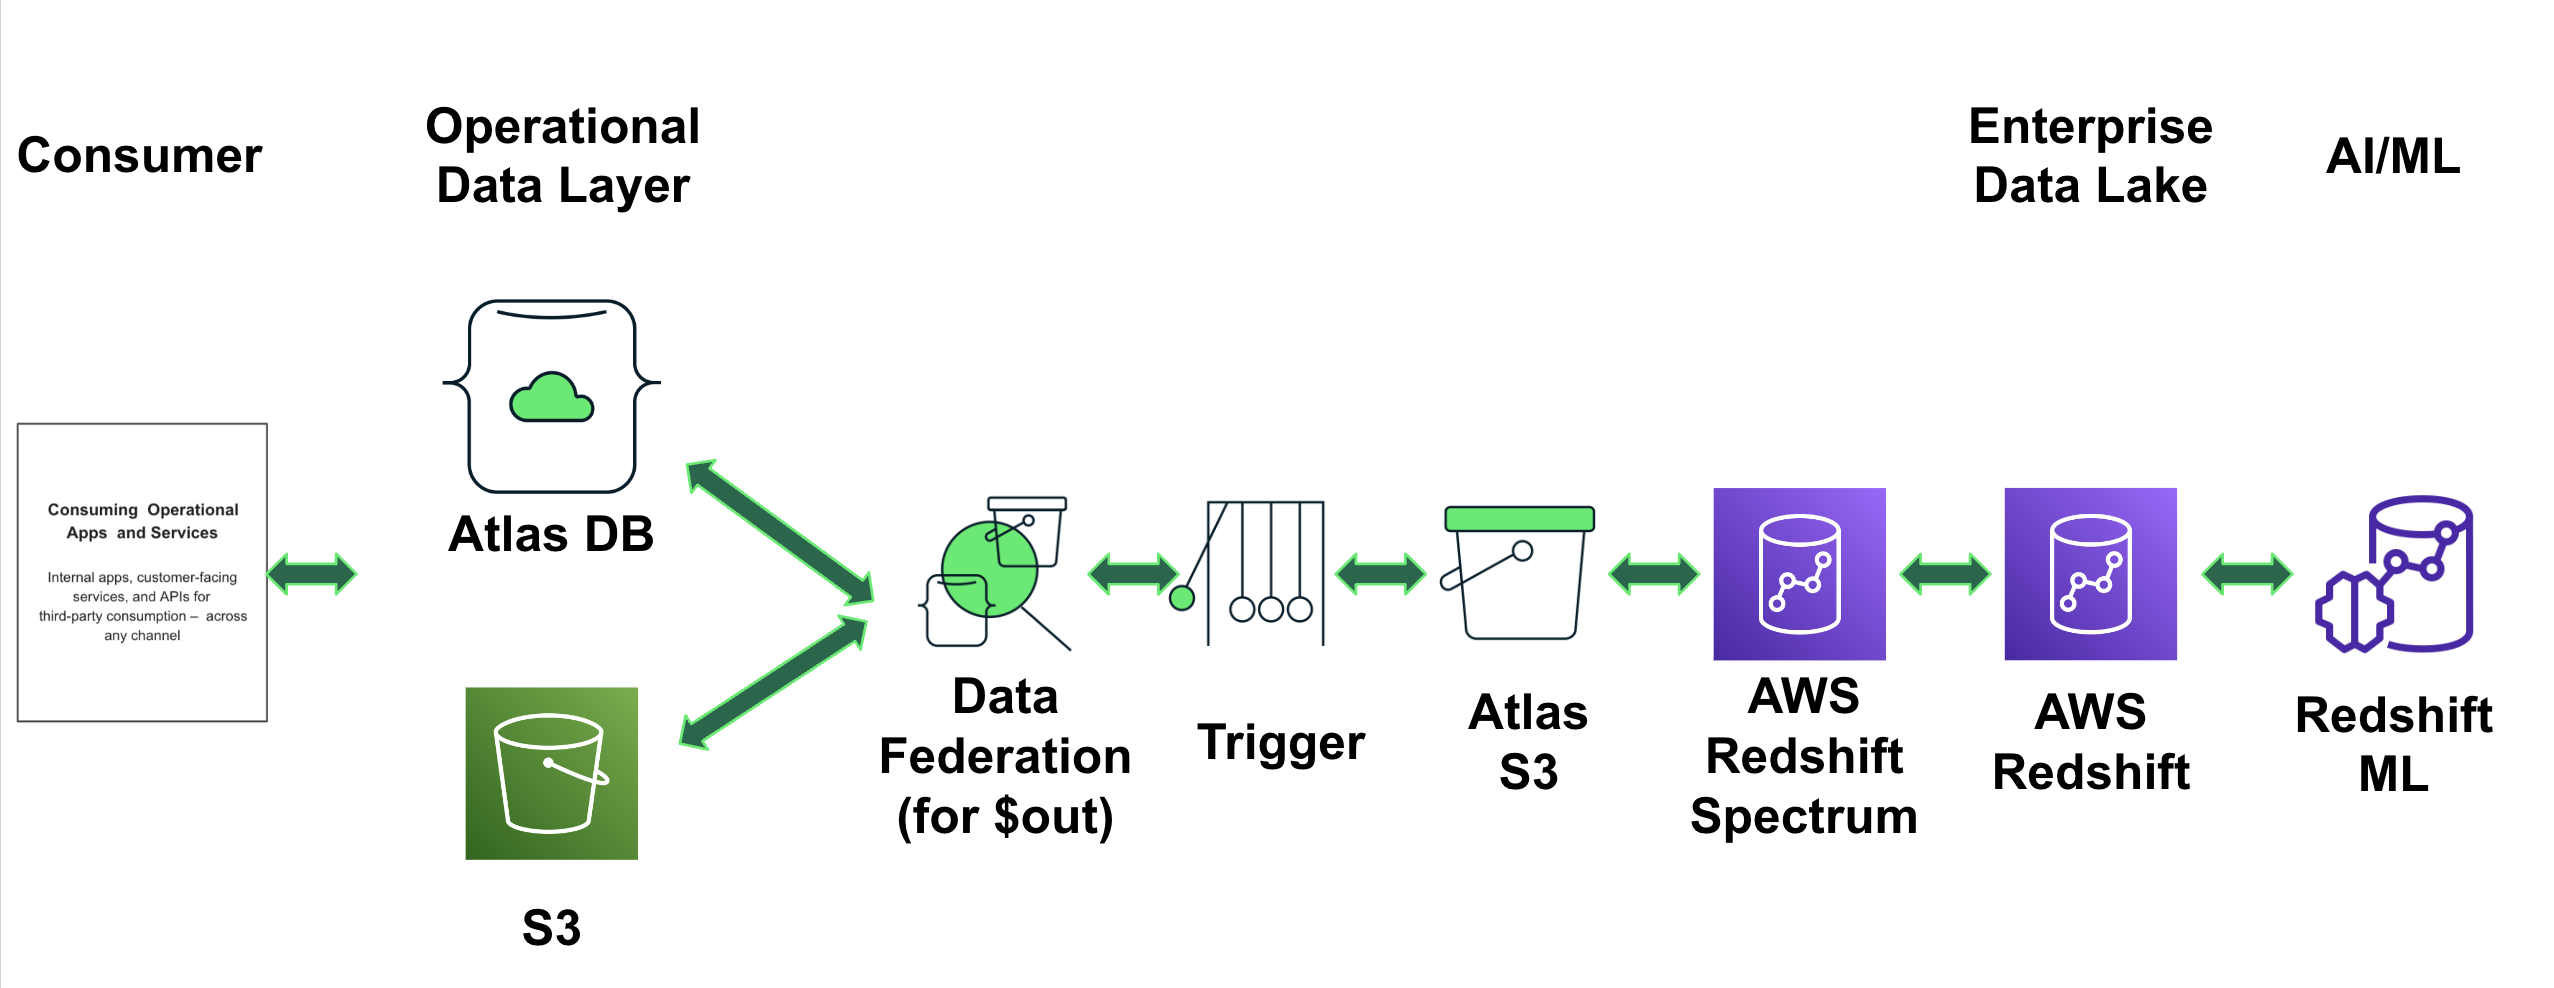 Consumer
Operational
Data Layer
Enterprise
Data Lake
AI/ML
Consuming Operational
Apps and Services
Internal apps, customer-facing
services, and APIs for
third-party consumption – across
any channel
Atlas DB
S3
Data
Federation
(for $out)
Trigger
Atlas
S3
AWS
Redshift
Spectrum
AWS
Redshift
Redshift
ML